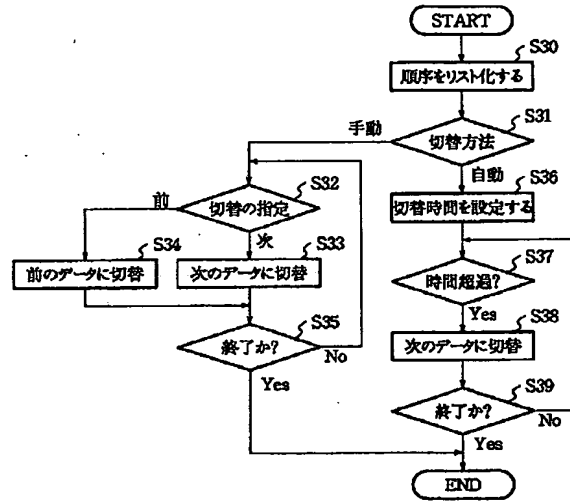 START
S30
順序をリスト化する
S31
手動
切替方法
自動
S36
S32
前
切替の指定
切替時間を設定する
次
S34
S33
S37
前のデータに切替
次のデータに切替
時間超過?
Yes
S38
S35
終了か?
No
次のデータに切替
Yes
S39
終了か?
No
Yes
END